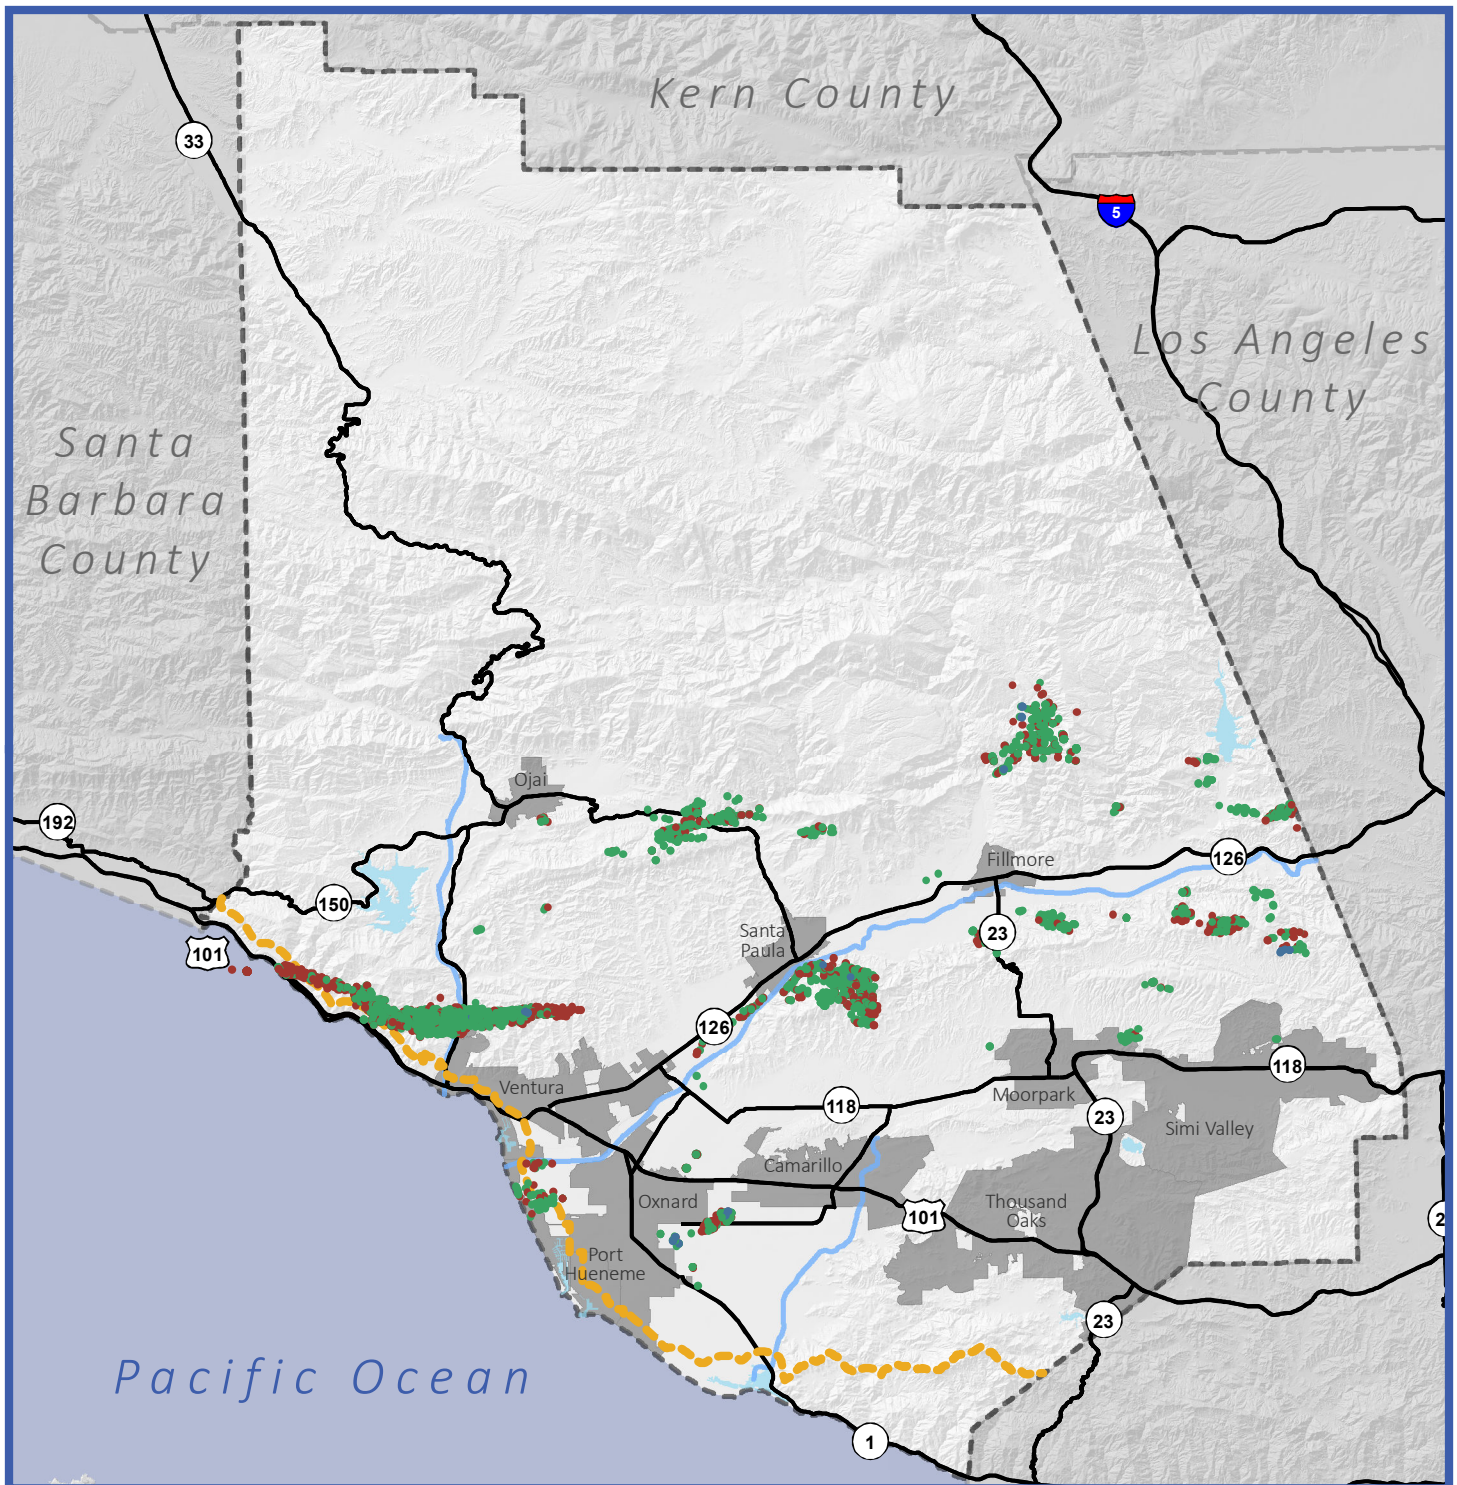 Kern County
33
5
Los Angeles
County
Santa
Barbara
County
Ojai
192
Fillmore
126
150
Santa
Paula
23
101
126
Ventura
118
Moorpark
118
23
Simi Valley
Camarillo
Oxnard
Thousand
Oaks
101
2
Port
Hueneme
23
Pacific Ocean
1